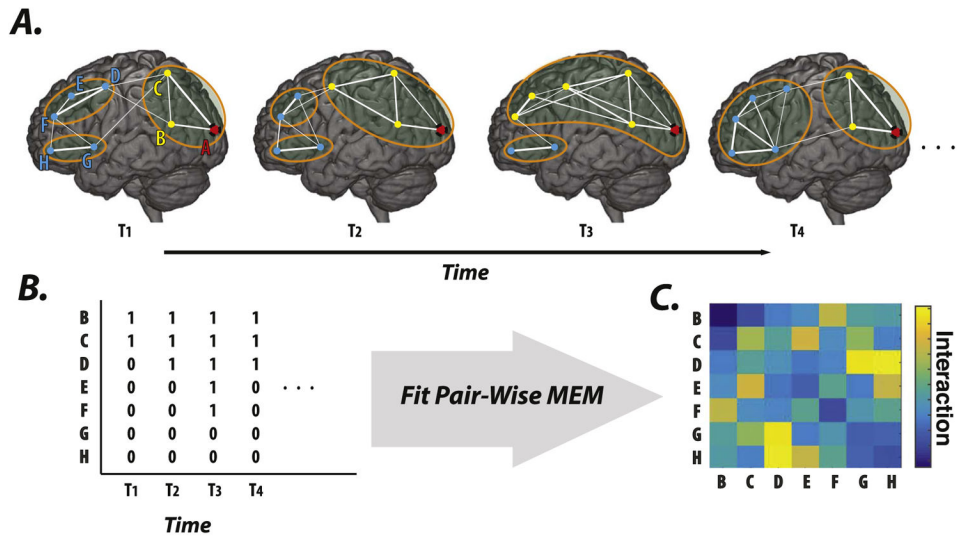 A.
D
E
C
F
B
A
H
G
T1 T2 T3 T4
. . .
Time
B.
B 1 1 1 1
C 1 1 1 1
D 0 1 1 1
E 0 0 1 0 . . .
F 0 0 1 0
G 0 0 0 0
H 0 0 0 0
T1 T2 T3 T4
Time
Fit Pair-Wise MEM
C.
B
C
D
E
F
G
H
B C D E F G H
Interaction